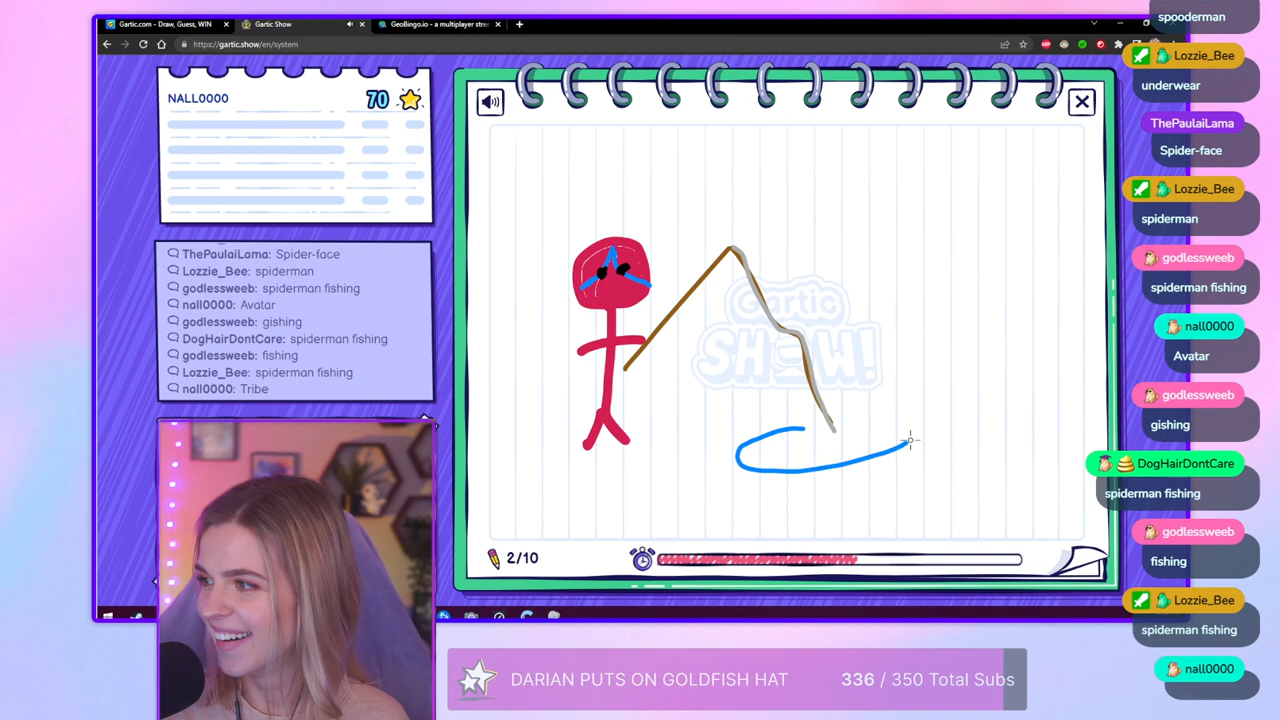 Gartic.com - Draw, Guess, WIN
Gartic Show
GeoBingo.io - a multiplayer stre
https://gartic.show/en/system
NALL0000
70
ThePaulaiLama: Spider-face
Lozzie_Bee: spiderman
godlessweeb: spiderman fishing
nall0000: Avatar
godlessweeb: gishing
DogHairDontCare: spiderman fishing
godlessweeb: fishing
Lozzie_Bee: spiderman fishing
nall0000: Tribe
Gartic
SHOW!
2/10
spooderman
Lozzie_Bee
underwear
ThePaulaiLama
Spider-face
Lozzie_Bee
spiderman
godlessweeb
spiderman fishing
nall0000
Avatar
godlessweeb
gishing
DogHairDontCare
spiderman fishing
godlessweeb
fishing
Lozzie_Bee
spiderman fishing
nall0000
DARIAN PUTS ON GOLDFISH HAT
336 / 350 Total Subs